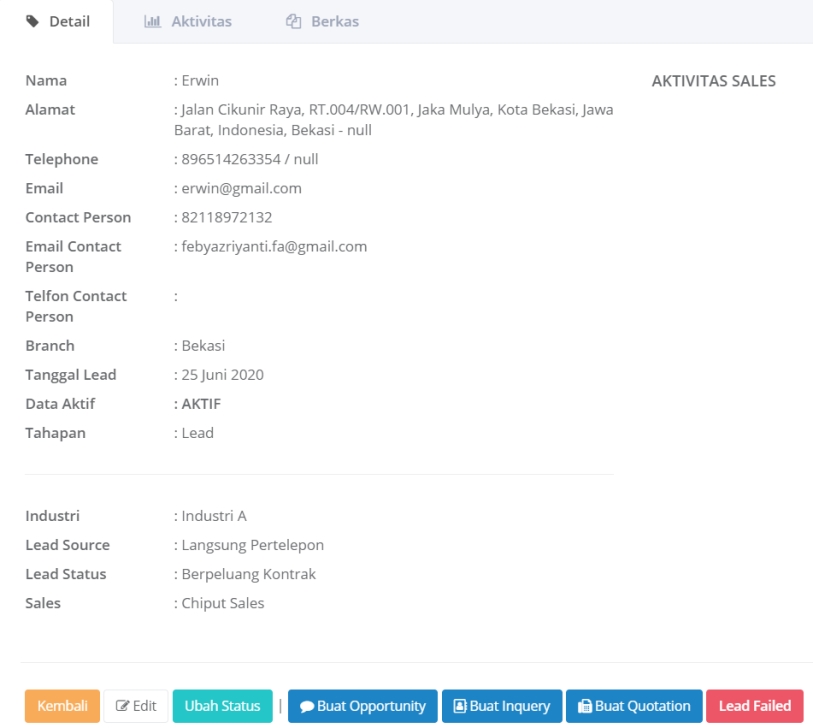 Detail Aktivitas Berkas
Nama : Erwin
AKTIVITAS SALES
Alamat : Jalan Cikunir Raya, RT.004/RW.001, Jaka Mulya, Kota Bekasi, Jawa
Barat, Indonesia, Bekasi - null
Telephone : 896514263354 / null
Email : erwin@gmail.com
Contact Person : 82118972132
Email Contact : febyazriyanti.fa@gmail.com
Person
Telfon Contact :
Person
Branch : Bekasi
Tanggal Lead : 25 Juni 2020
Data Aktif : AKTIF
Tahapan : Lead
Industri : Industri A
Lead Source : Langsung Pertelepon
Lead Status : Berpeluang Kontrak
Sales : Chiput Sales
Kembali Edit Ubah Status | Buat Opportunity Buat Inquery Buat Quotation Lead Failed